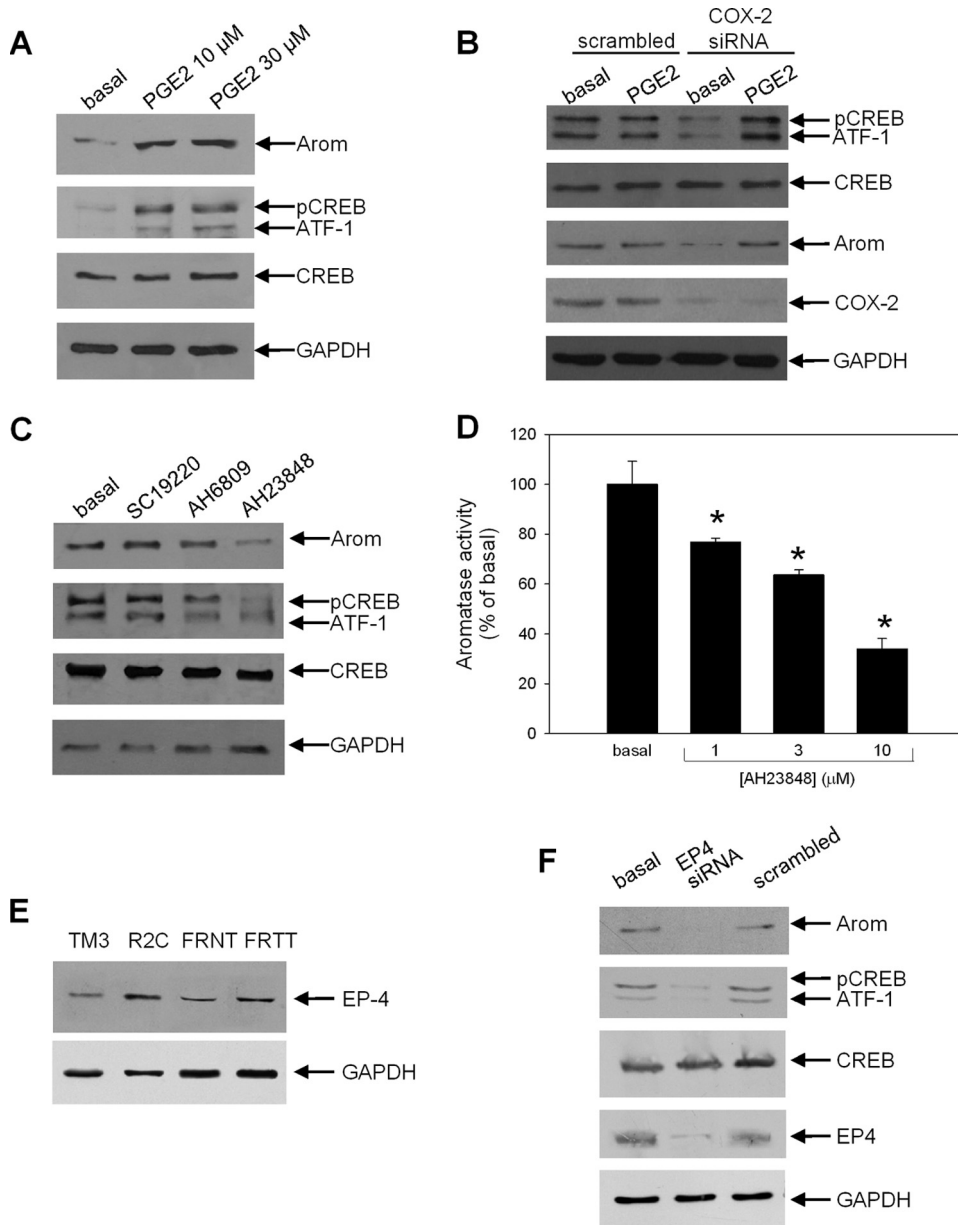 A
basal
PGE2 10 µM
PGE2 30 µM
Arom
pCREB
ATF-1
CREB
GAPDH
B
scrambled
COX-2
siRNA
basal
PGE2
basal
PGE2
pCREB
ATF-1
CREB
Arom
COX-2
GAPDH
C
basal
SC19220
AH6809
AH23848
Arom
pCREB
ATF-1
CREB
GAPDH
D
Aromatase activity
(% of basal)
120
100
80
60
40
20
0
*
*
*
basal
1
3
10
[AH23848] (µM)
E
TM3 R2C FRNT FRTT
EP-4
GAPDH
F
basal
EP4
siRNA
scrambled
Arom
pCREB
ATF-1
CREB
EP4
GAPDH